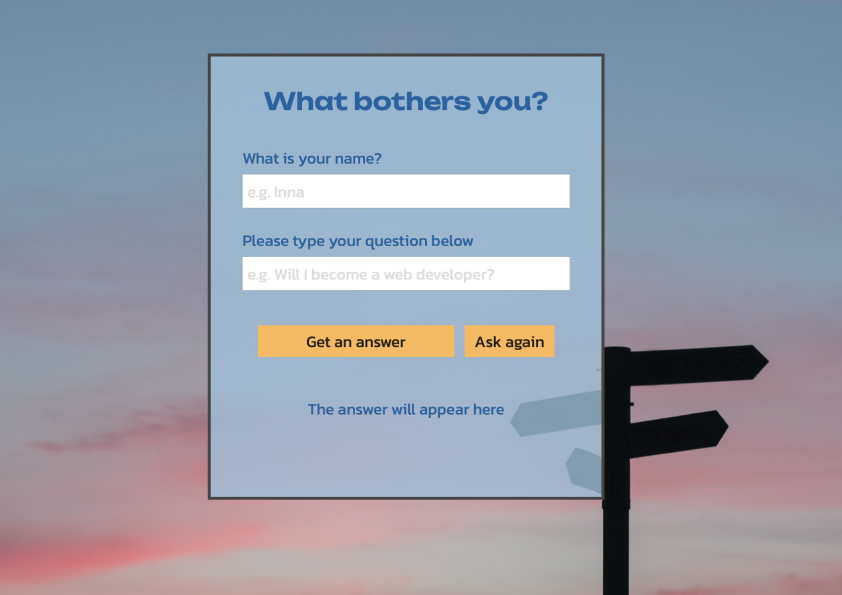 What bothers you?
What is your name?
e.g. Inna
Please type your question below
e.g. Will I become a web developer?
Get an answer Ask again
The answer will appear here